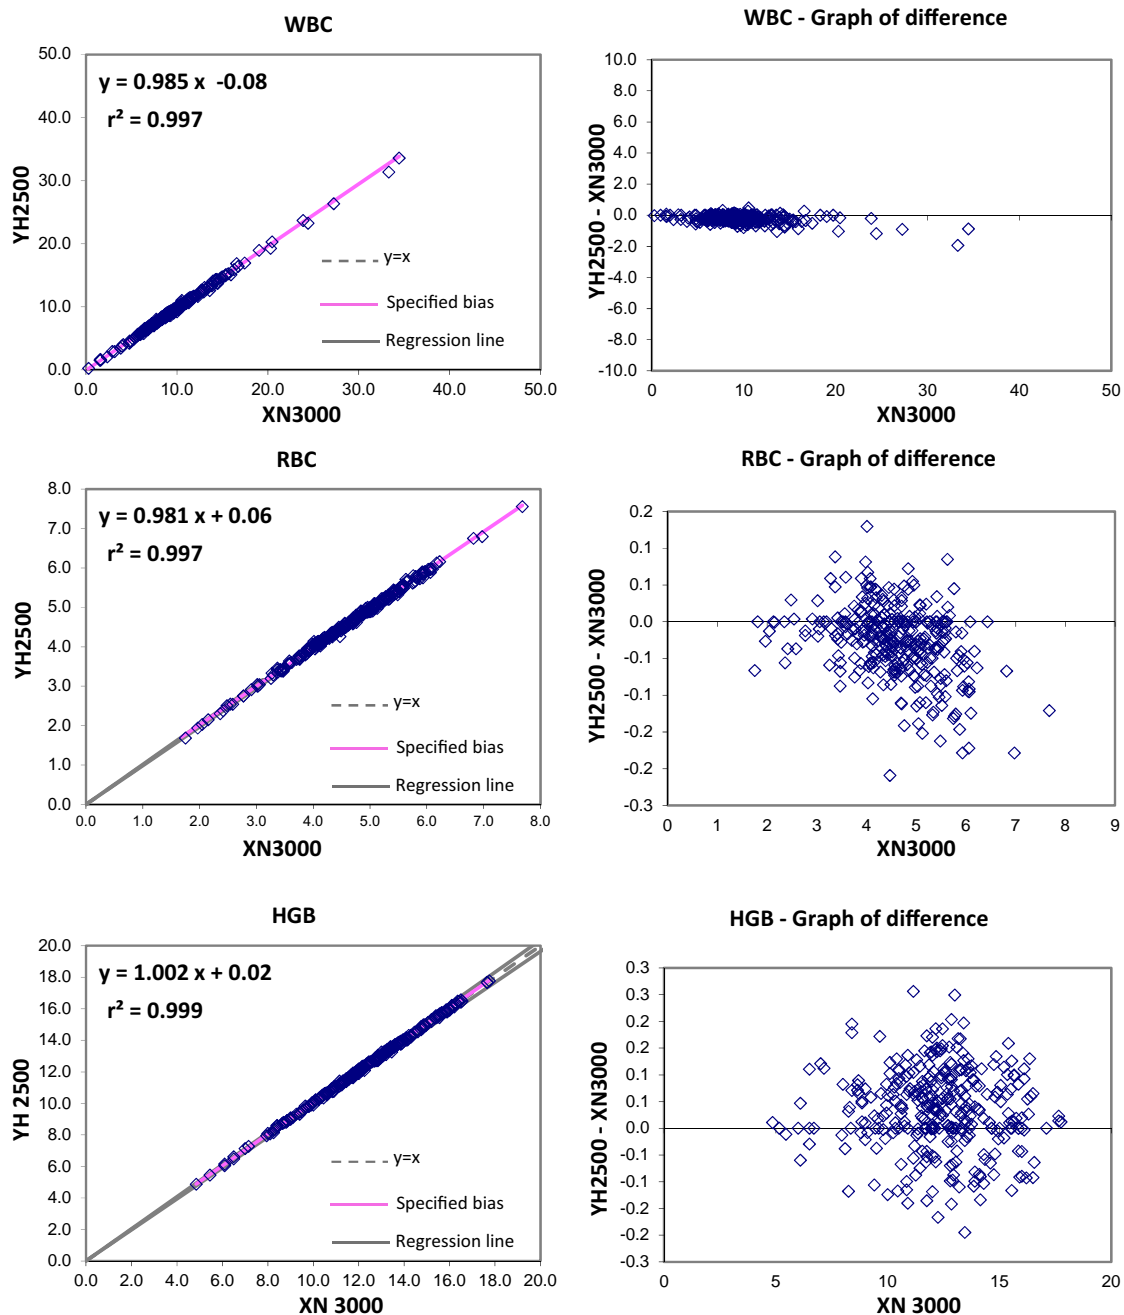 WBC
y = 0.985 x -0.08
r² = 0.997
50.0
40.0
30.0
20.0
10.0
0.0
YH2500
y=x
Specified bias
Regression line
0.0 10.0 20.0 30.0 40.0 50.0
XN3000
WBC - Graph of difference
10.0
8.0
6.0
4.0
2.0
0.0
-2.0
-4.0
-6.0
-8.0
-10.0
YH2500 - XN3000
0 10 20 30 40 50
XN3000
RBC
y = 0.981 x + 0.06
r² = 0.997
8.0
7.0
6.0
5.0
4.0
3.0
2.0
1.0
0.0
YH2500
y=x
Specified bias
Regression line
0.0 1.0 2.0 3.0 4.0 5.0 6.0 7.0 8.0
XN3000
RBC - Graph of difference
0.2
0.1
0.1
0.0
-0.1
-0.1
-0.2
-0.2
-0.3
YH2500 - XN3000
0 1 2 3 4 5 6 7 8 9
XN3000
HGB
y = 1.002 x + 0.02
r² = 0.999
20.0
18.0
16.0
14.0
12.0
10.0
8.0
6.0
4.0
2.0
0.0
YH 2500
y=x
Specified bias
Regression line
0.0 2.0 4.0 6.0 8.0 10.0 12.0 14.0 16.0 18.0 20.0
XN 3000
HGB - Graph of difference
0.3
0.3
0.2
0.2
0.1
0.1
0.0
-0.1
-0.1
-0.2
-0.2
-0.3
YH2500 - XN3000
0 5 10 15 20
XN 3000